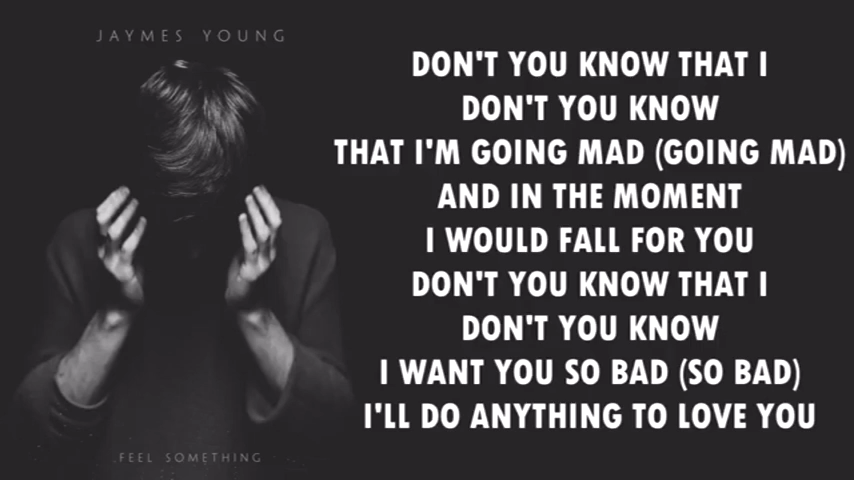 JAYMES YOUNG
DON'T YOU KNOW THAT I
DON'T YOU KNOW
THAT I'M GOING MAD (GOING MAD)
AND IN THE MOMENT
I WOULD FALL FOR YOU
DON'T YOU KNOW THAT I
DON'T YOU KNOW
I WANT YOU SO BAD (SO BAD)
I'LL DO ANYTHING TO LOVE YOU
FEEL SOMETHING